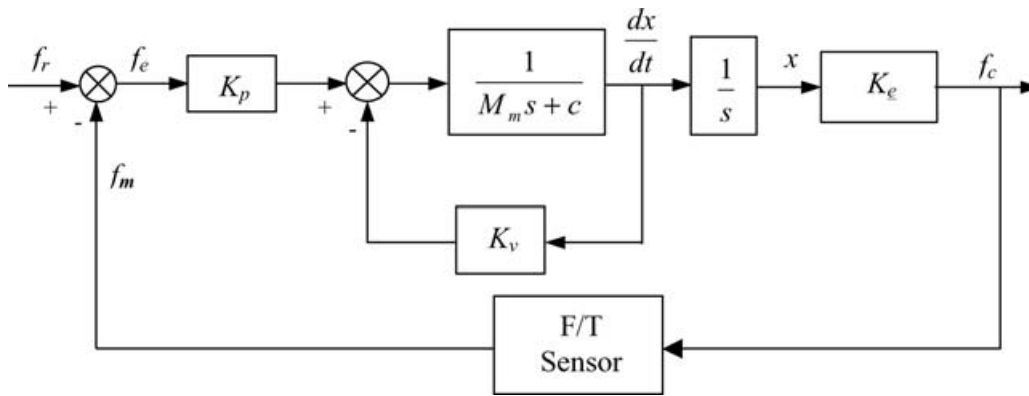 f_r
+
-
f_e
K_p
+
-
1
M_m s + c
dx
dt
1
s
x
K_e
f_c
f_m
K_v
F/T
Sensor